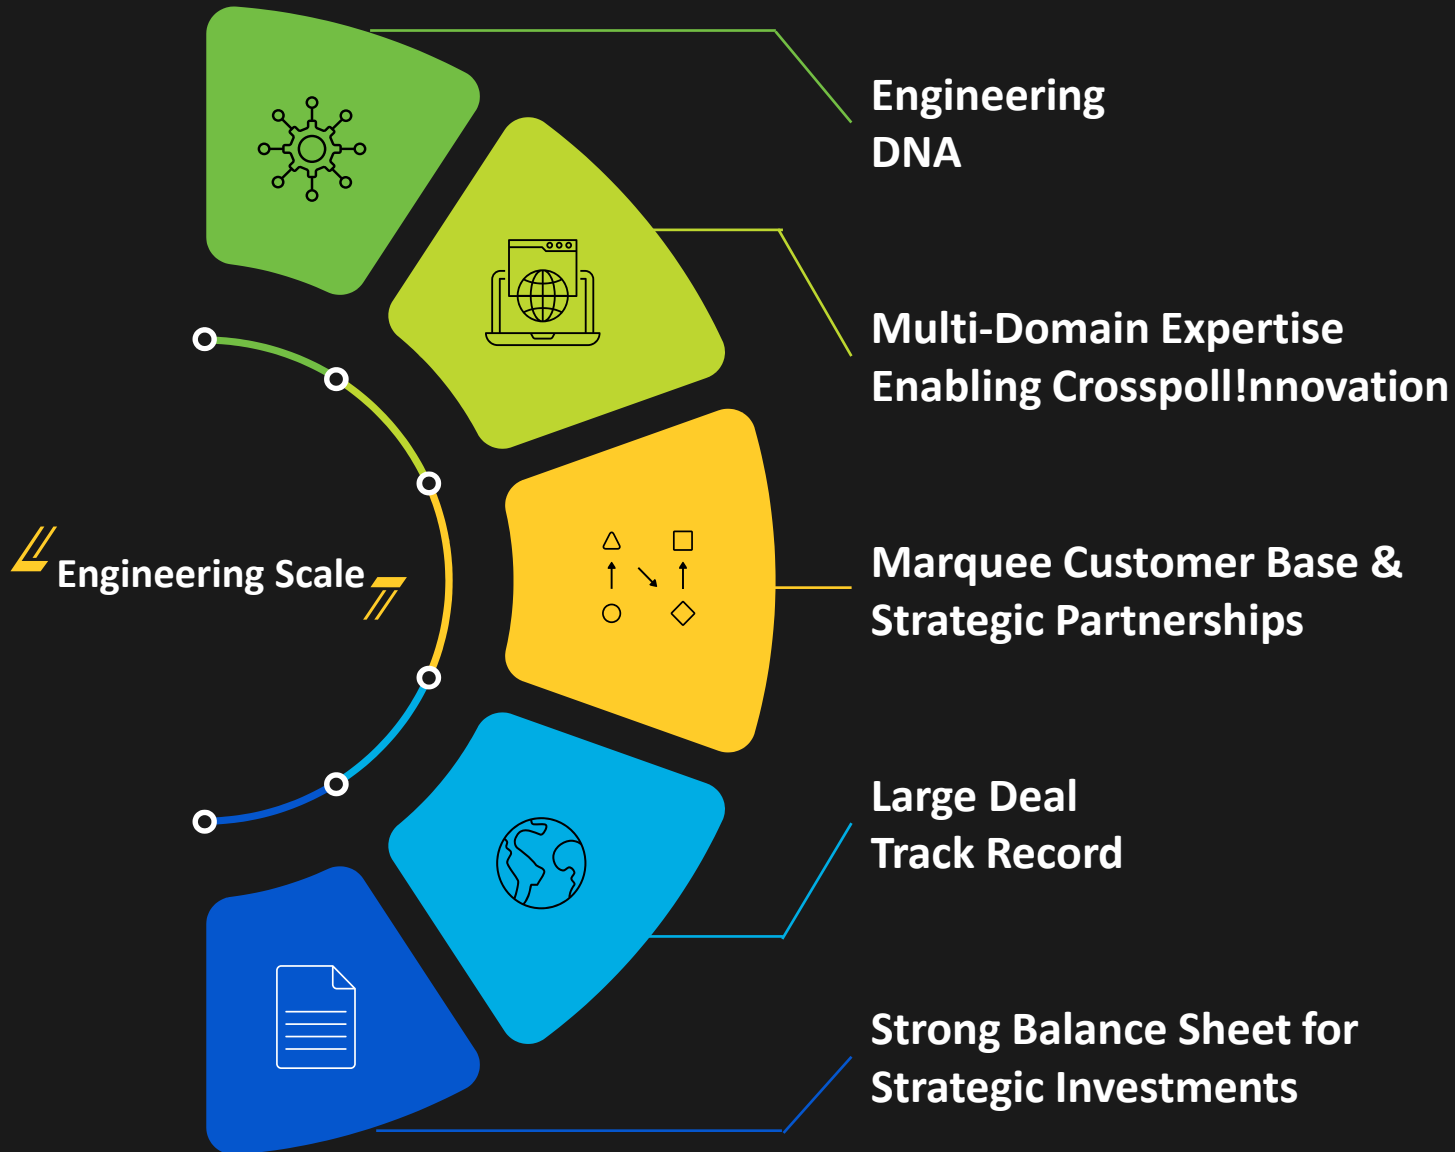 Engineering
DNA
Multi-Domain Expertise
Enabling Crosspoll!nnovation
Engineering Scale
Marquee Customer Base &
Strategic Partnerships
Large Deal
Track Record
Strong Balance Sheet for
Strategic Investments